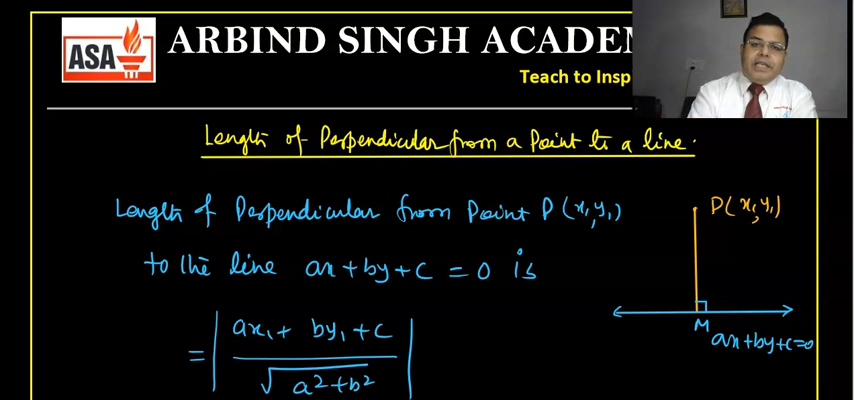 ASA
ARBIND SINGH ACADEM
Teach to Insp
Length of Perpendicular from a Point to a line.
Length of Perpendicular from Point P(x₁,y₁)
to the line ax+by+c=0 is
= | (ax₁ + by₁ + c) / √(a²+b²) |
P(x₁,y₁)
M
ax+by+c=0